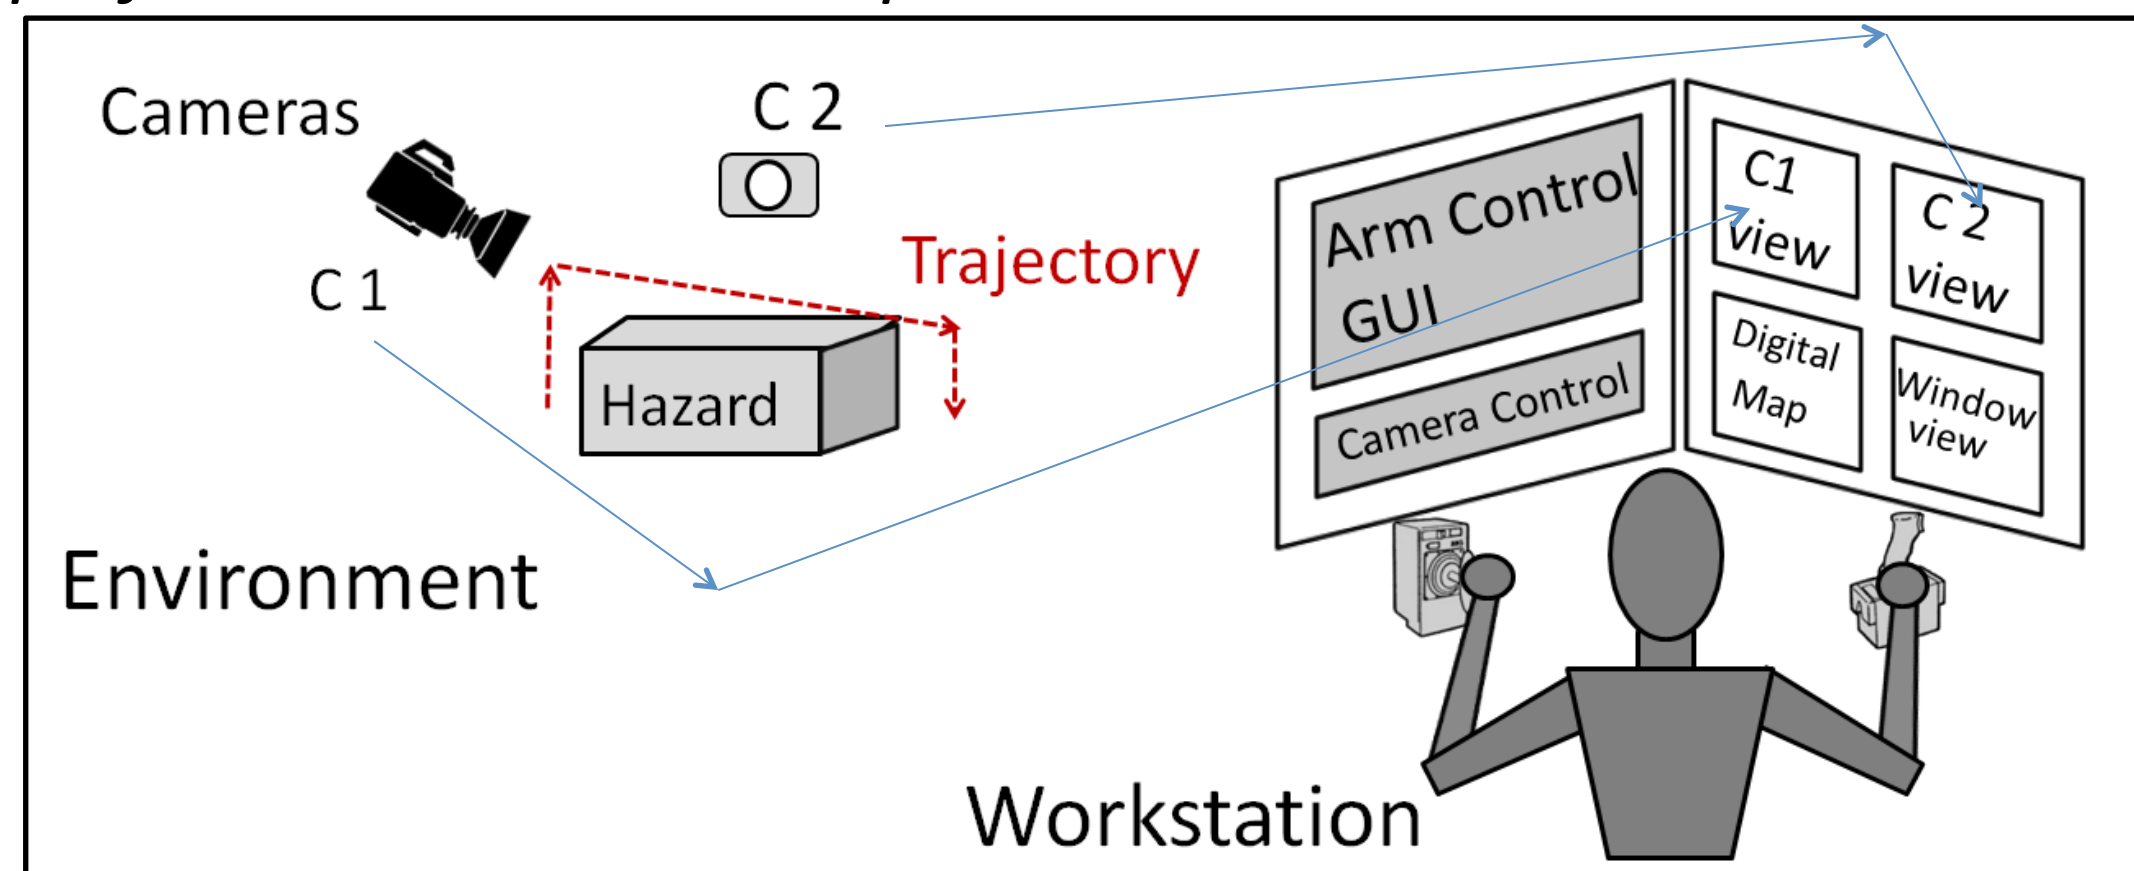 Cameras
C 2
C 1
Trajectory
Hazard
Environment
Arm Control
GUI
Camera Control
C1
view
C 2
view
Digital
Map
Window
view
Workstation